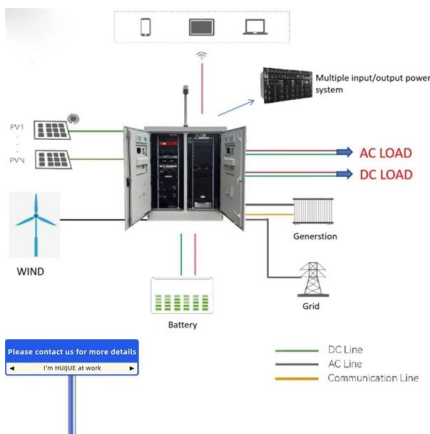 Multiple input/output power
system
PV1
PVN
AC LOAD
DC LOAD
WIND
Generstion
Grid
Battery
Please contact us for more details
I'm HUIJUE at work
DC Line
AC Line
Communication Line